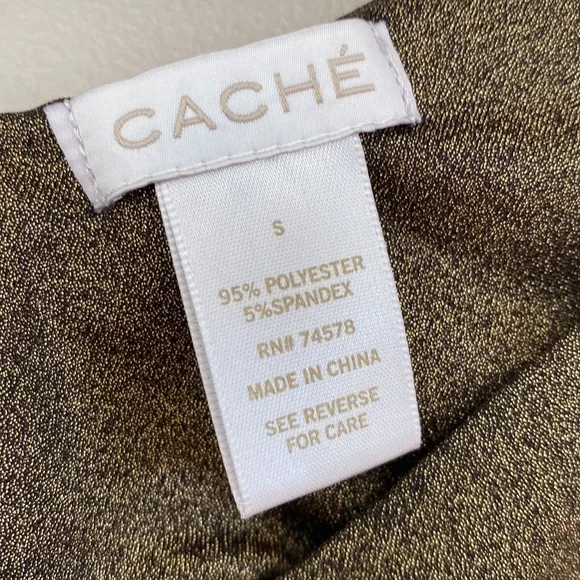 CACHÉ
S
95% POLYESTER
5%SPANDEX
RN# 74578
MADE IN CHINA
SEE REVERSE
FOR CARE